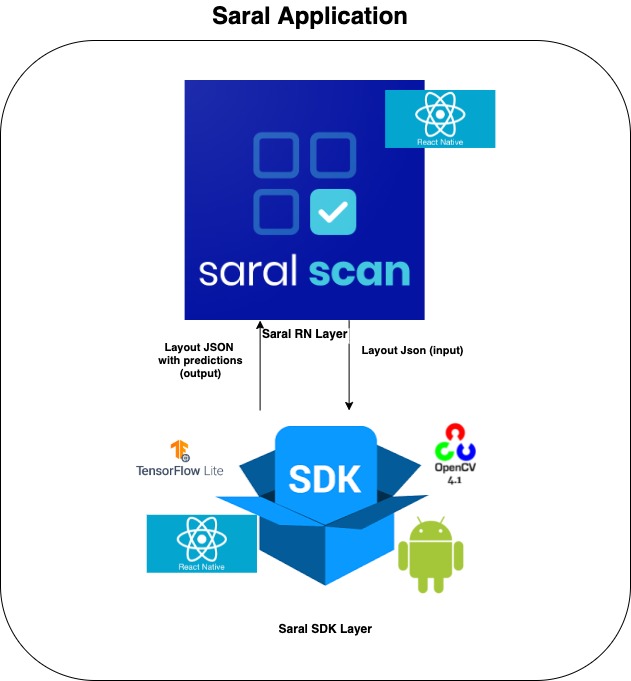 Saral Application
React Native
saral scan
Saral RN Layer
Layout JSON
with predictions
(output)
Layout Json (input)
TensorFlow Lite
SDK
OpenCV
4.1
React Native
Saral SDK Layer